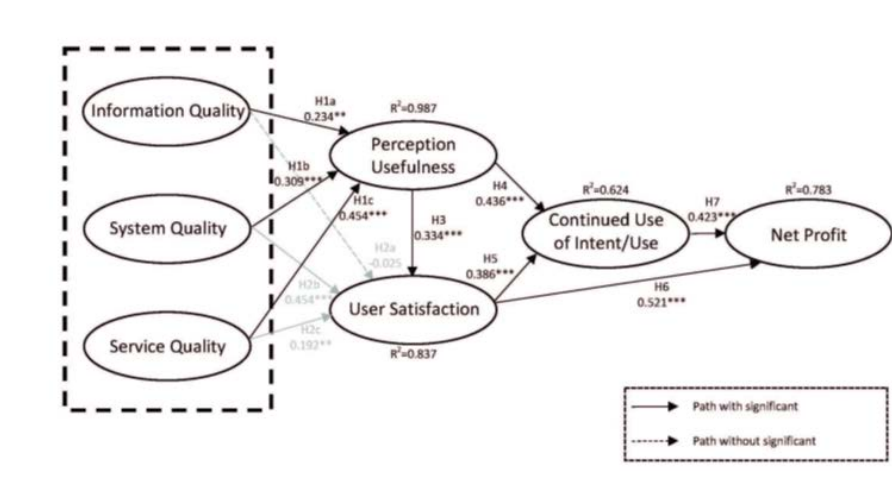 Information Quality
System Quality
Service Quality
H1a
0.234**
H1b
0.309***
H1c
0.454***
H2a
-0.025
H2b
0.454***
H2c
0.192**
R²=0.987
Perception
Usefulness
H3
0.334***
User Satisfaction
R²=0.837
H4
0.436***
H5
0.386***
R²=0.624
Continued Use
of Intent/Use
H6
0.521***
H7
0.423***
R²=0.783
Net Profit
Path with significant
Path without significant